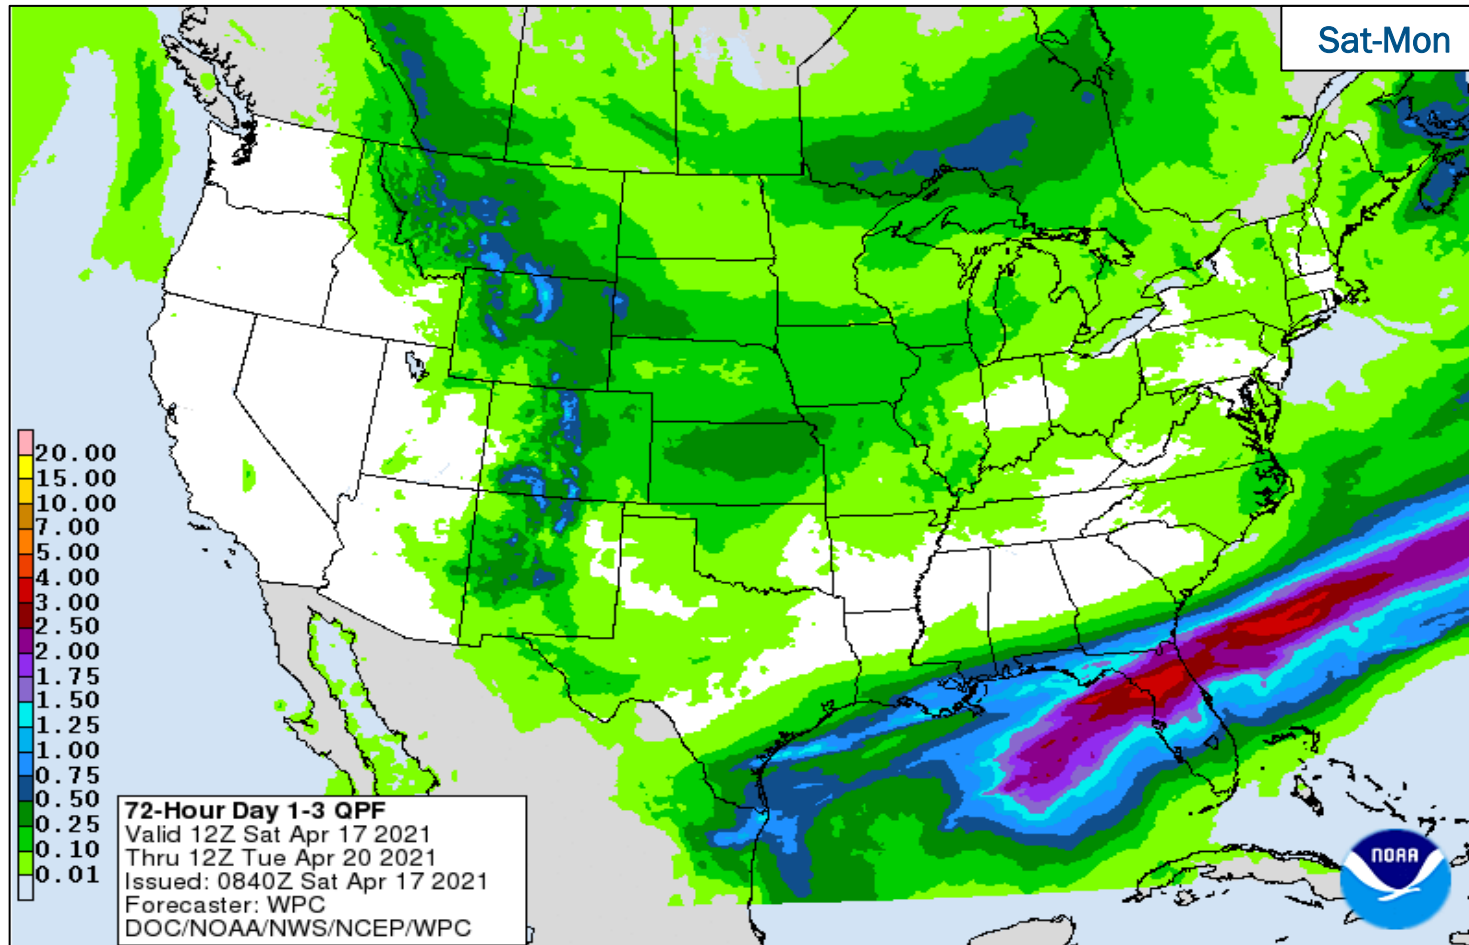 Sat-Mon
20.00
15.00
10.00
7.00
5.00
4.00
3.00
2.50
2.00
1.75
1.50
1.25
1.00
0.75
0.50
0.25
0.10
0.01
72-Hour Day 1-3 QPF
Valid 12Z Sat Apr 17 2021
Thru 12Z Tue Apr 20 2021
Issued: 0840Z Sat Apr 17 2021
Forecaster: WPC
DOC/NOAA/NWS/NCEP/WPC
NOAA